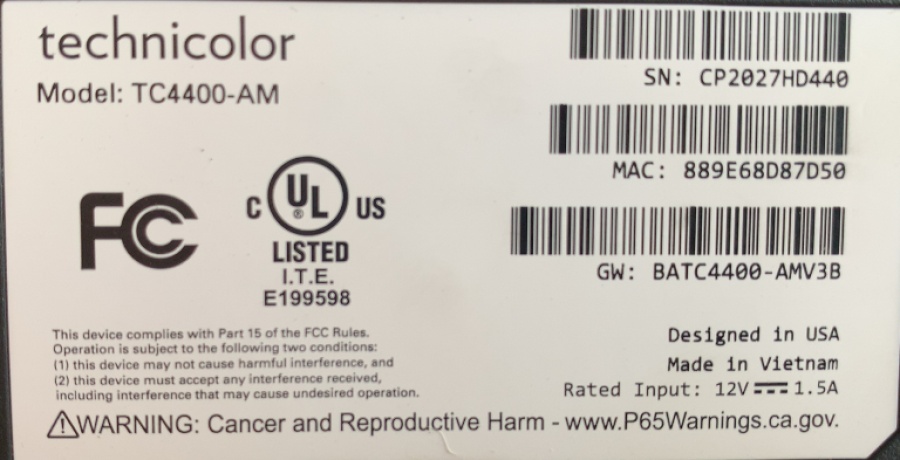 technicolor
Model: TC4400-AM
SN: CP2027HD440
MAC: 889E68D87D50
GW: BATC4400-AMV3B
FC
C UL® US
LISTED
I.T.E.
E199598
This device complies with Part 15 of the FCC Rules.
Operation is subject to the following two conditions:
(1) this device may not cause harmful interference, and
(2) this device must accept any interference received,
including interference that may cause undesired operation.
Designed in USA
Made in Vietnam
Rated Input: 12V⎓1.5A
⚠WARNING: Cancer and Reproductive Harm - www.P65Warnings.ca.gov.